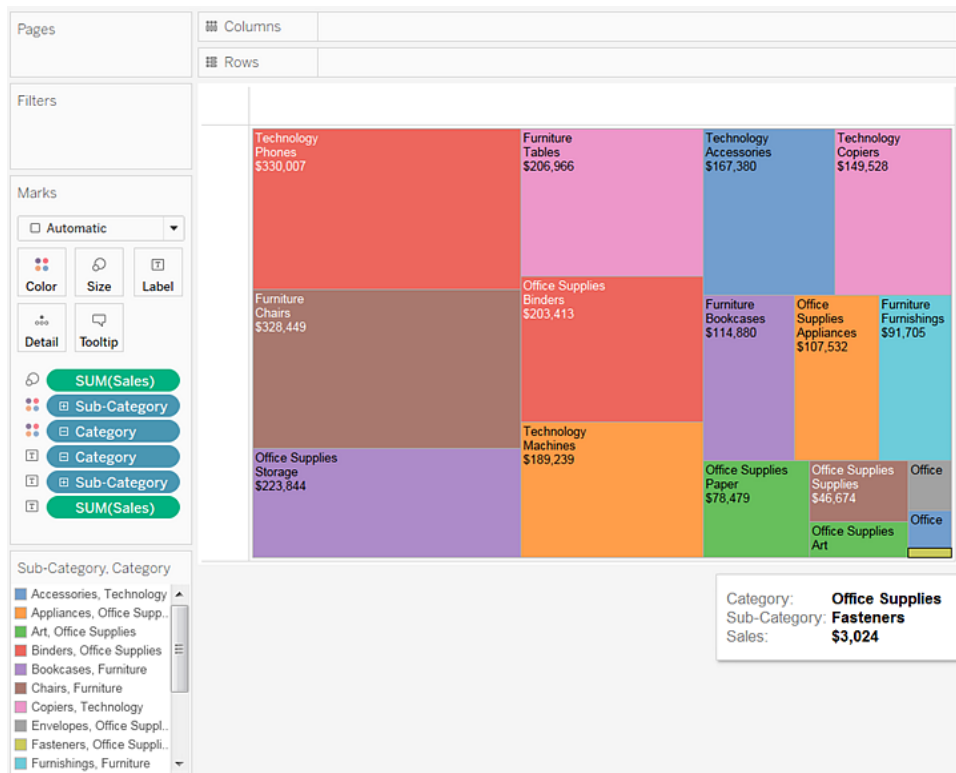 Pages
Columns
Rows
Filters
Marks
Automatic
Color
Size
Label
Detail
Tooltip
SUM(Sales)
Sub-Category
Category
Category
Sub-Category
SUM(Sales)
Sub-Category, Category
Accessories, Technology
Appliances, Office Supp..
Art, Office Supplies
Binders, Office Supplies
Bookcases, Furniture
Chairs, Furniture
Copiers, Technology
Envelopes, Office Suppl..
Fasteners, Office Suppli..
Furnishings, Furniture
Technology
Phones
$330,007
Furniture
Chairs
$328,449
Office Supplies
Storage
$223,844
Furniture
Tables
$206,966
Office Supplies
Binders
$203,413
Technology
Machines
$189,239
Technology
Accessories
$167,380
Technology
Copiers
$149,528
Furniture
Bookcases
$114,880
Office
Supplies
Appliances
$107,532
Furniture
Furnishings
$91,705
Office Supplies
Paper
$78,479
Office Supplies
Supplies
$46,674
Office Supplies
Art
Office
Office
Category: Office Supplies
Sub-Category: Fasteners
Sales: $3,024